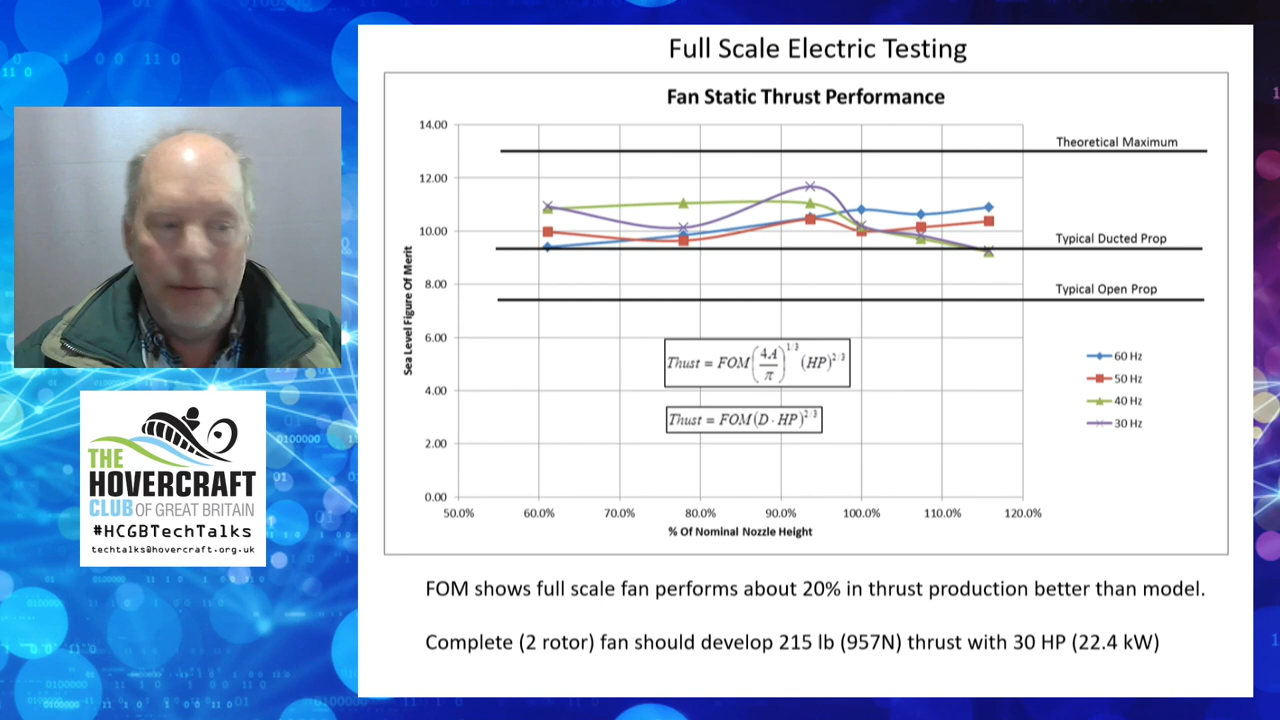 Full Scale Electric Testing
Fan Static Thrust Performance
14.00
12.00
10.00
8.00
6.00
4.00
2.00
0.00
Sea Level Figure Of Merit
50.0% 60.0% 70.0% 80.0% 90.0% 100.0% 110.0% 120.0%
% Of Nominal Nozzle Height
Theoretical Maximum
Typical Ducted Prop
Typical Open Prop
Thust = FOM(4A/π)^1/3 (HP)^2/3
Thust = FOM(D · HP)^2/3
60 Hz
50 Hz
40 Hz
30 Hz
FOM shows full scale fan performs about 20% in thrust production better than model.
Complete (2 rotor) fan should develop 215 lb (957N) thrust with 30 HP (22.4 kW)
THE
HOVERCRAFT
CLUB OF GREAT BRITAIN
#HCGBTechTalks
techtalks@hovercraft.org.uk